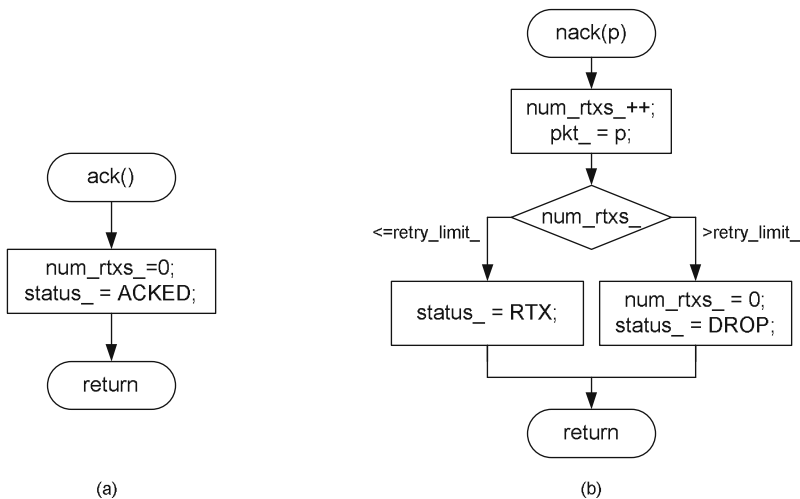 ack()
num_rtxs_=0;
status_ = ACKED;
return
(a)
nack(p)
num_rtxs_++;
pkt_ = p;
num_rtxs_
<=retry_limit_
>retry_limit_
status_ = RTX;
num_rtxs_ = 0;
status_ = DROP;
return
(b)